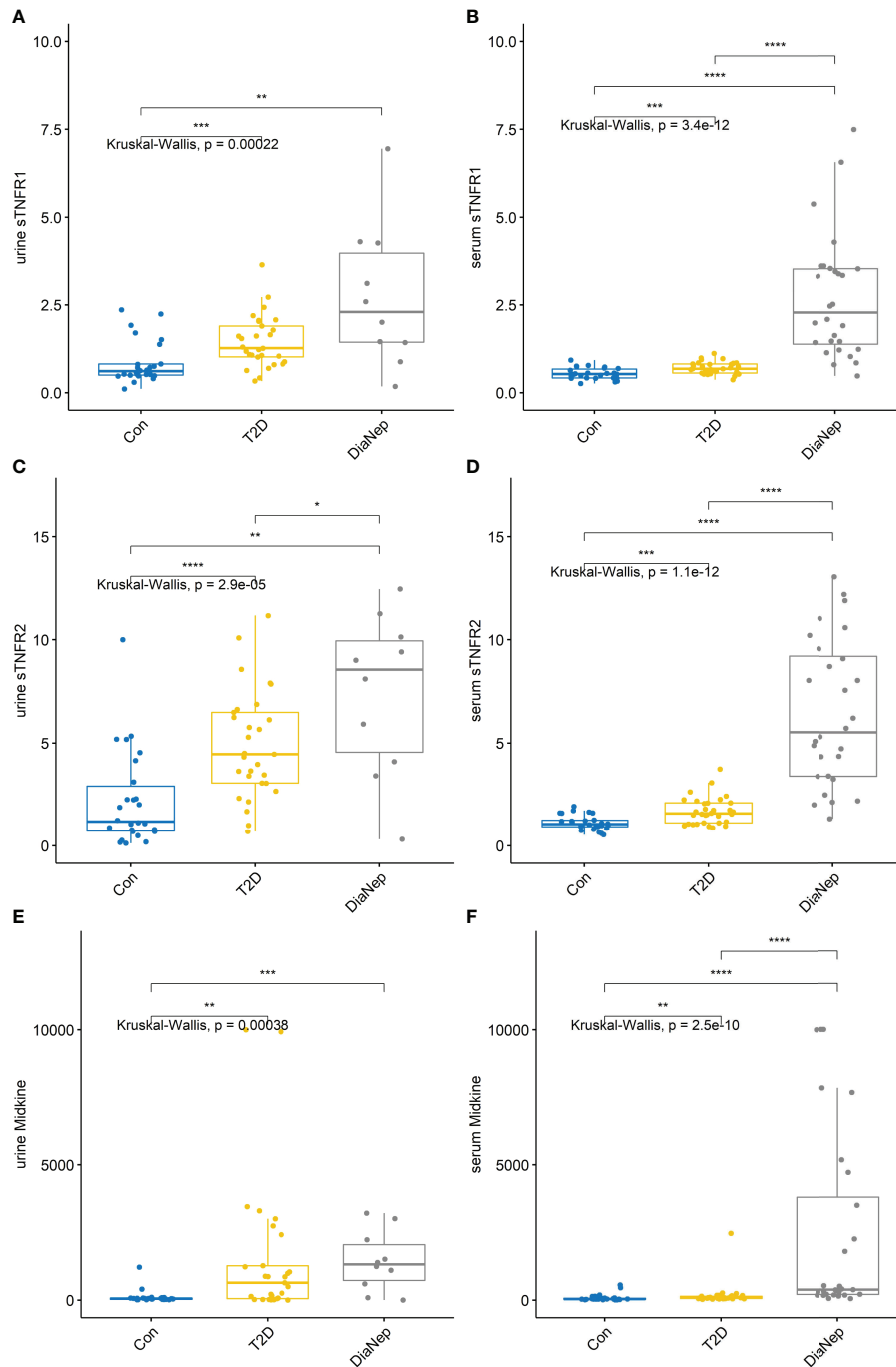 A
10.0
7.5
5.0
2.5
0.0
urine sTNFR1
**
***
Kruskal-Wallis, p = 0.00022
Con
T2D
DiaNep
B
10.0
7.5
5.0
2.5
0.0
serum sTNFR1
****
****
***
Kruskal-Wallis, p = 3.4e-12
Con
T2D
DiaNep
C
15
10
5
0
urine sTNFR2
*
**
****
Kruskal-Wallis, p = 2.9e-05
Con
T2D
DiaNep
D
15
10
5
0
serum sTNFR2
****
****
***
Kruskal-Wallis, p = 1.1e-12
Con
T2D
DiaNep
E
10000
5000
0
urine Midkine
***
**
Kruskal-Wallis, p = 0.00038
Con
T2D
DiaNep
F
10000
5000
0
serum Midkine
****
****
**
Kruskal-Wallis, p = 2.5e-10
Con
T2D
DiaNep